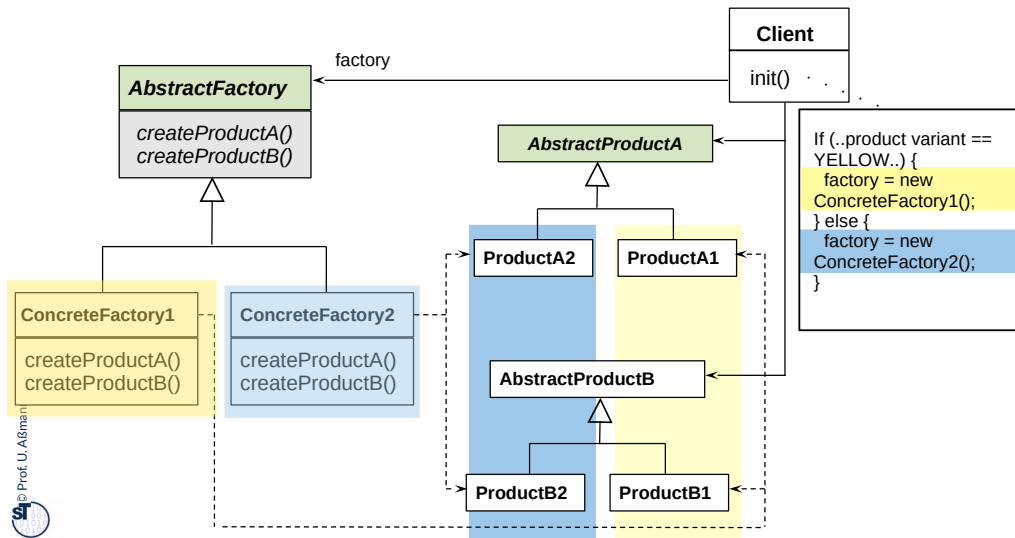 Client
init()
factory
AbstractFactory
createProductA()
createProductB()
AbstractProductA
If (..product variant ==
YELLOW..) {
factory = new
ConcreteFactory1();
} else {
factory = new
ConcreteFactory2();
}
ProductA2
ProductA1
ConcreteFactory1
createProductA()
createProductB()
ConcreteFactory2
createProductA()
createProductB()
AbstractProductB
ProductB2
ProductB1
© Prof. U. Aßmann
ST